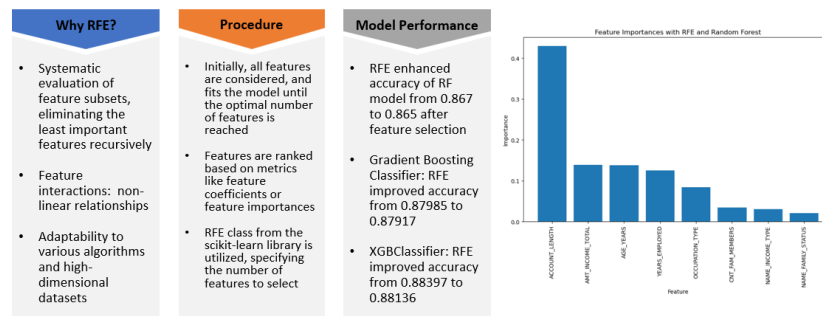 Why RFE?
• Systematic
evaluation of
feature subsets,
eliminating the
least important
features recursively
• Feature
interactions: non-
linear relationships
• Adaptability to
various algorithms
and high-
dimensional
datasets
Procedure
• Initially, all features
are considered, and
fits the model until
the optimal number
of features is
reached
• Features are ranked
based on metrics
like feature
coefficients or
feature importances
• RFE class from the
scikit-learn library is
utilized, specifying
the number of
features to select
Model Performance
• RFE enhanced
accuracy of RF
model from 0.867
to 0.865 after
feature selection
• Gradient Boosting
Classifier: RFE
improved accuracy
from 0.87985 to
0.87917
• XGBClassifier: RFE
improved accuracy
from 0.88397 to
0.88136
Feature Importances with RFE and Random Forest
Importance
0.4
0.3
0.2
0.1
0.0
ACCOUNT_LENGTH
AMT_INCOME_TOTAL
AGE_YEARS
YEARS_EMPLOYED
OCCUPATION_TYPE
CNT_FAM_MEMBERS
NAME_INCOME_TYPE
NAME_FAMILY_STATUS
Feature